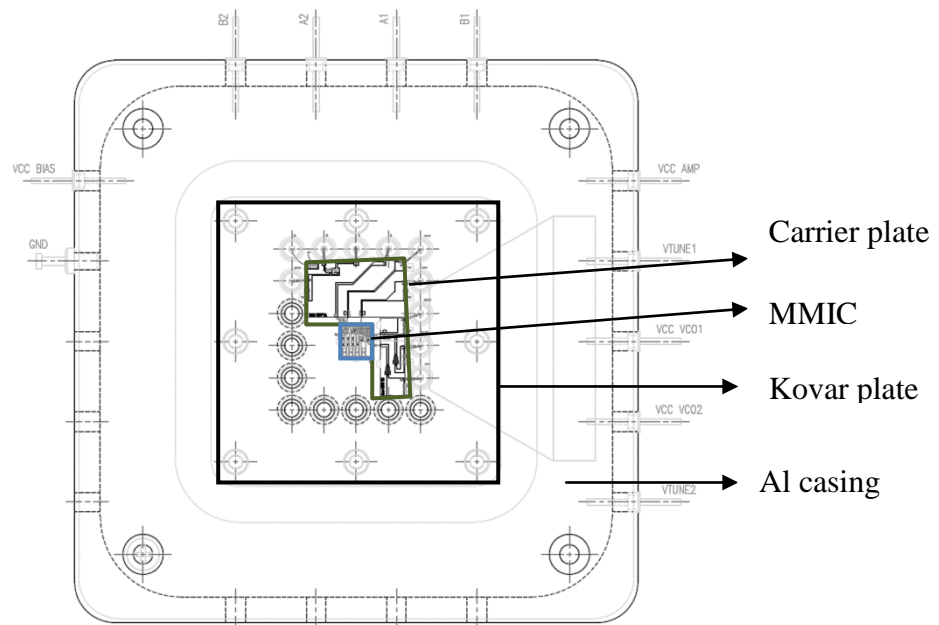 B2
A2
A1
B1
VCC BIAS
VCC AMP
GND
VTUNE1
Carrier plate
MMIC
VCC VCO1
Kovar plate
VCC VCO2
Al casing
VTUNE2